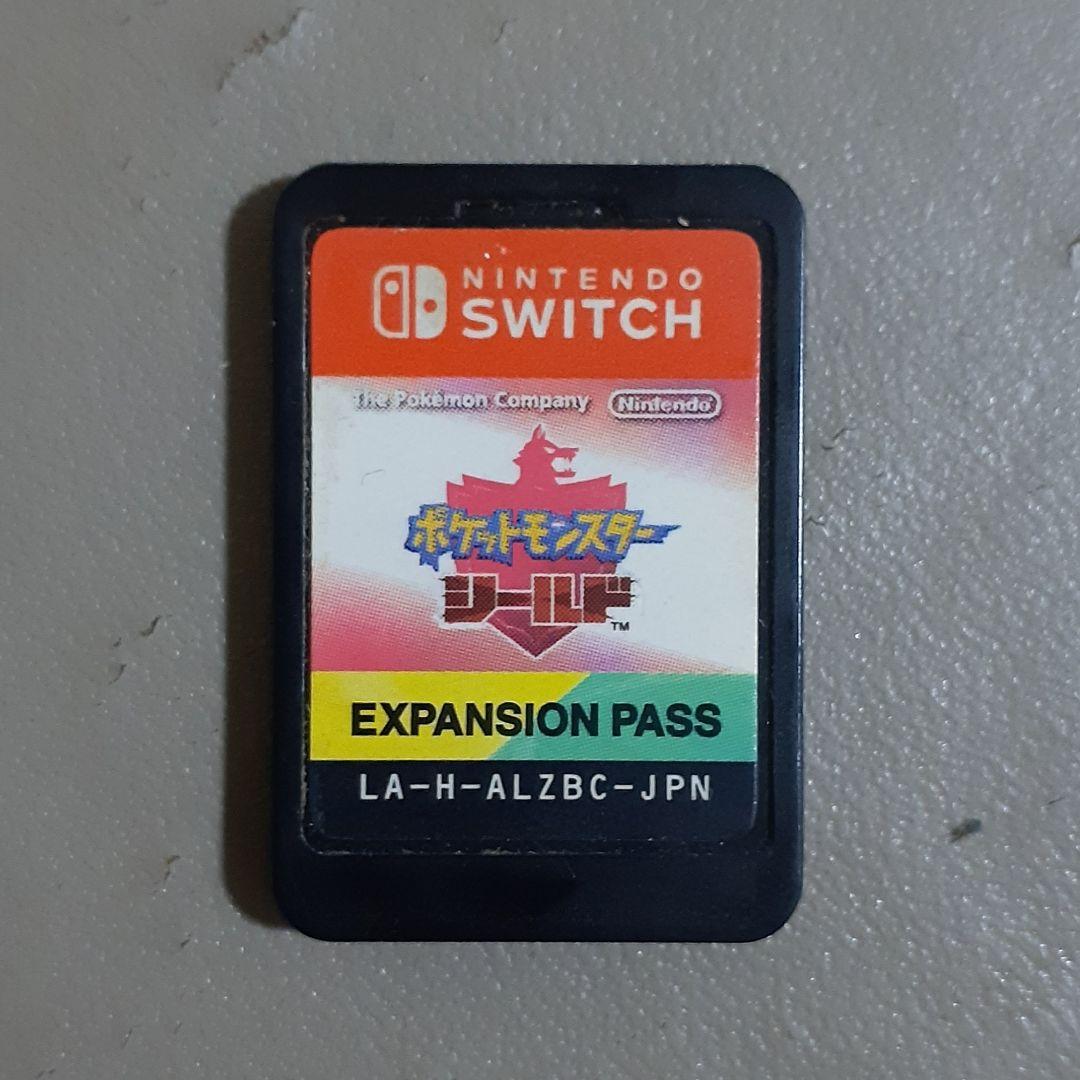 NINTENDO
SWITCH
The Pokémon Company Nintendo
ポケットモンスター
シールド TM
EXPANSION PASS
LA-H-ALZBC-JPN